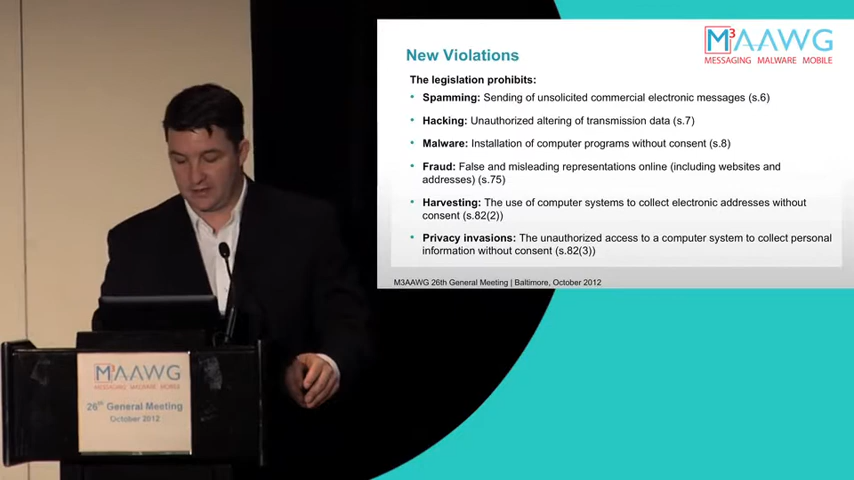 New Violations
M3AAWG
MESSAGING MALWARE MOBILE
The legislation prohibits:
• Spamming: Sending of unsolicited commercial electronic messages (s.6)
• Hacking: Unauthorized altering of transmission data (s.7)
• Malware: Installation of computer programs without consent (s.8)
• Fraud: False and misleading representations online (including websites and
addresses) (s.75)
• Harvesting: The use of computer systems to collect electronic addresses without
consent (s.82(2))
• Privacy invasions: The unauthorized access to a computer system to collect personal
information without consent (s.82(3))
M3AAWG 26th General Meeting | Baltimore, October 2012
M3AAWG
MESSAGING MALWARE MOBILE
26th General Meeting
October 2012